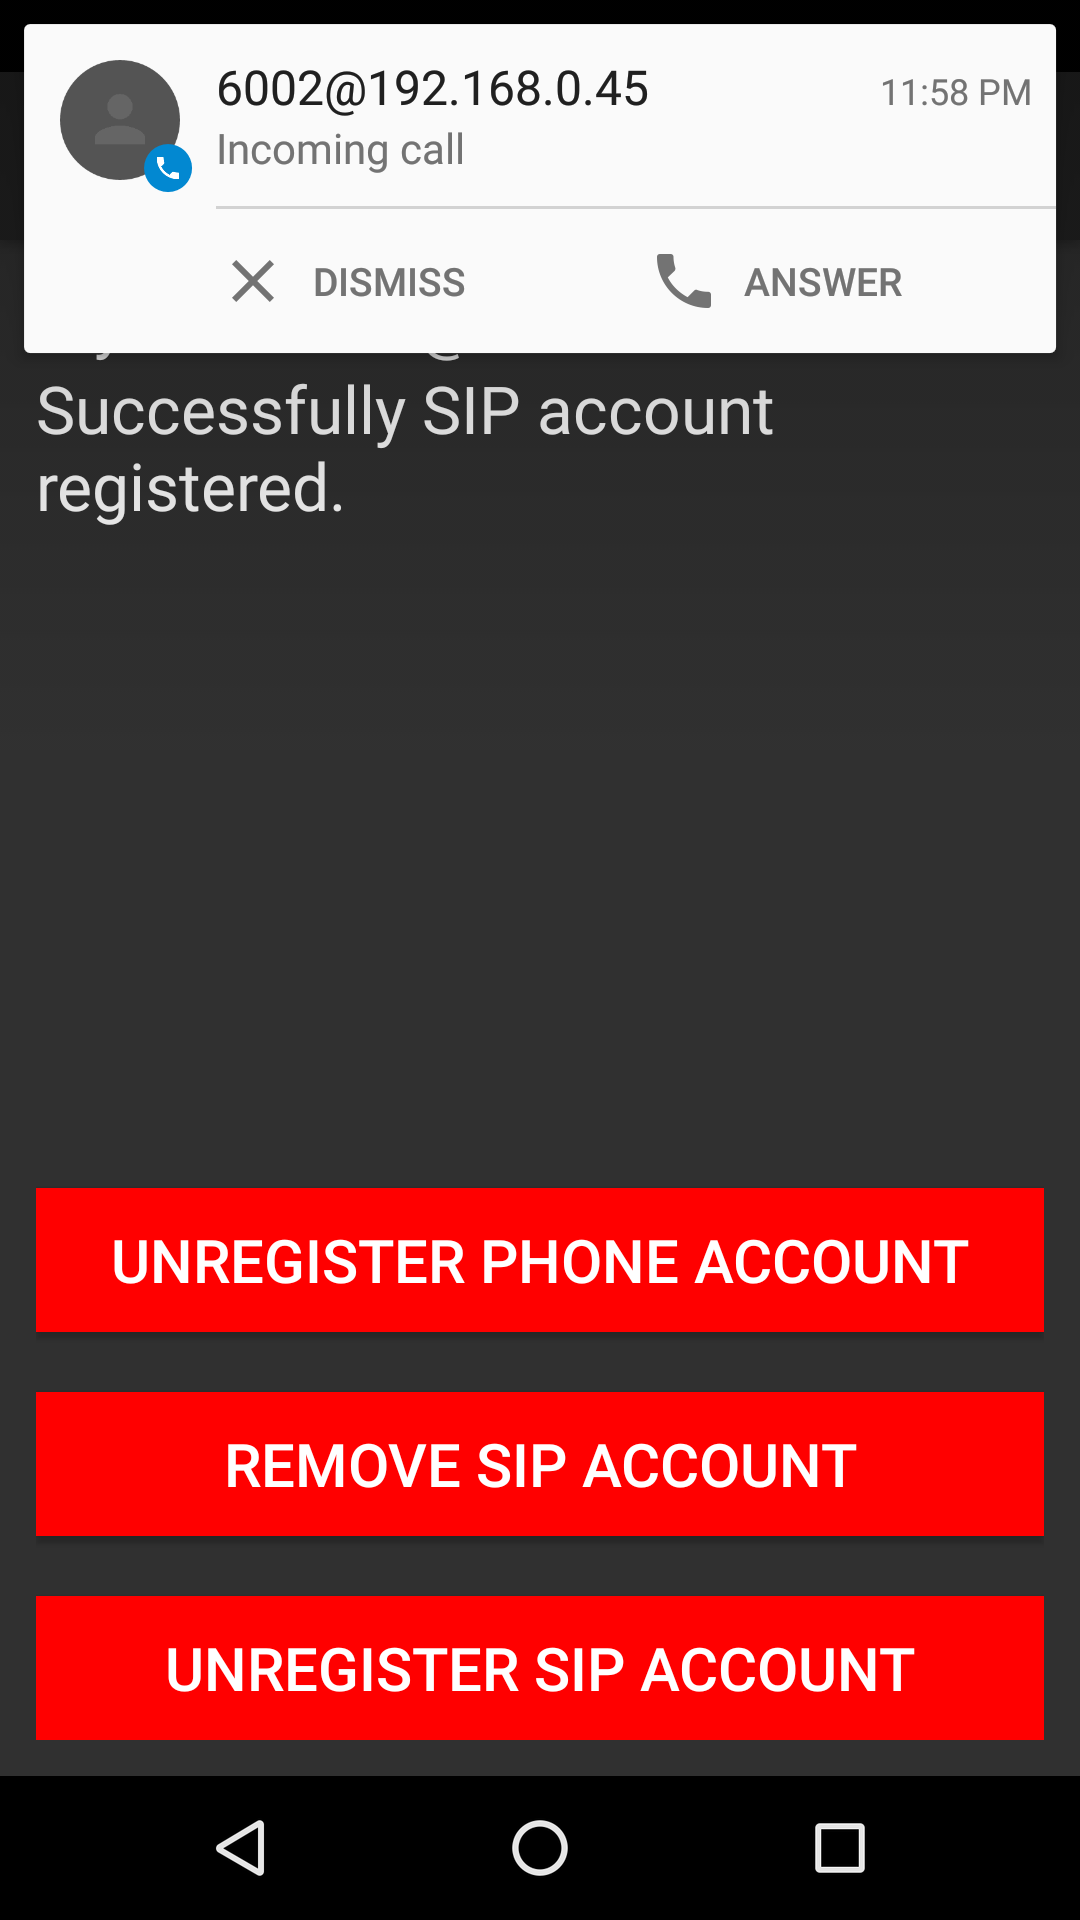 6002@192.168.0.45
11:58 PM
Incoming call
DISMISS
ANSWER
Successfully SIP account
registered.
UNREGISTER PHONE ACCOUNT
REMOVE SIP ACCOUNT
UNREGISTER SIP ACCOUNT